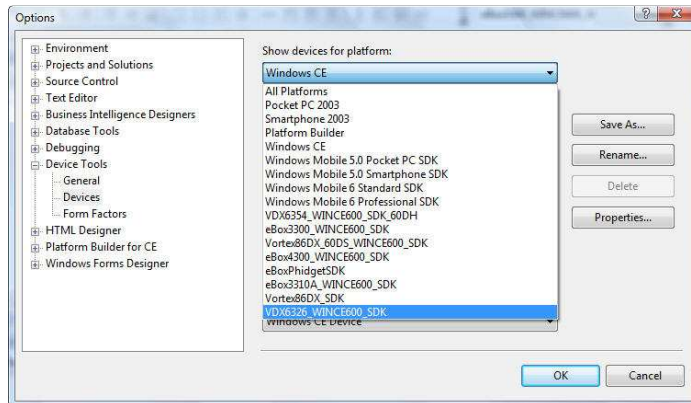 Options
Environment
Projects and Solutions
Source Control
Text Editor
Business Intelligence Designers
Database Tools
Debugging
Device Tools
General
Devices
Form Factors
HTML Designer
Platform Builder for CE
Windows Forms Designer
Show devices for platform:
Windows CE
All Platforms
Pocket PC 2003
Smartphone 2003
Platform Builder
Windows CE
Windows Mobile 5.0 Pocket PC SDK
Windows Mobile 5.0 Smartphone SDK
Windows Mobile 6 Standard SDK
Windows Mobile 6 Professional SDK
VDX6354_WINCE600_SDK_60DH
eBox3300_WINCE600_SDK
Vortex86DX_60DS_WINCE600_SDK
eBox4300_WINCE600_SDK
eBoxPhidgetSDK
eBox3310A_WINCE600_SDK
Vortex86DX_SDK
VDX6326_WINCE600_SDK
Windows CE Device
Save As...
Rename...
Delete
Properties...
OK
Cancel